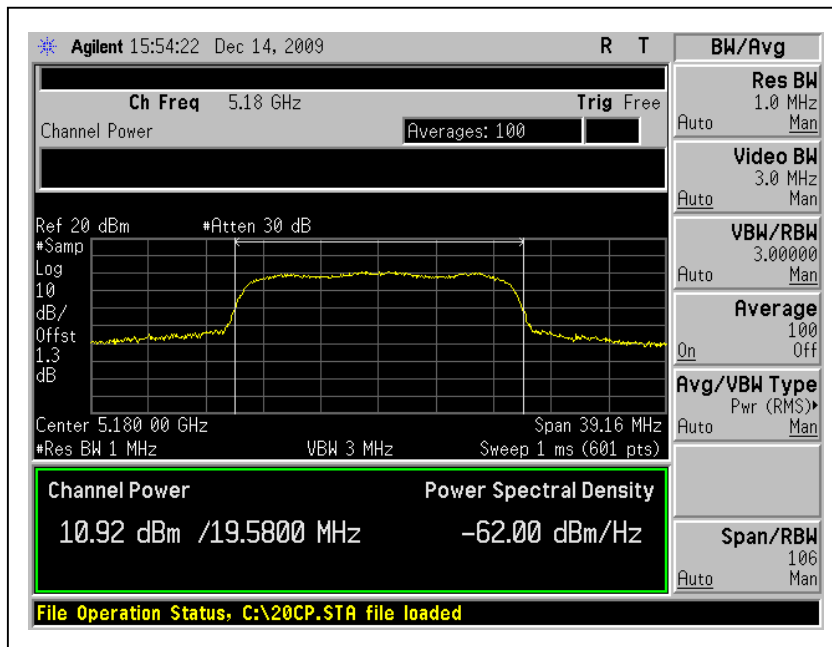 Agilent 15:54:22 Dec 14, 2009 R T
Ch Freq 5.18 GHz Trig Free
Channel Power Averages: 100
Ref 20 dBm #Atten 30 dB
#Samp
Log
10
dB/
Offst
1.3
dB
Center 5.180 00 GHz Span 39.16 MHz
#Res BW 1 MHz VBW 3 MHz Sweep 1 ms (601 pts)
Channel Power Power Spectral Density
10.92 dBm /19.5800 MHz -62.00 dBm/Hz
File Operation Status, C:\20CP.STA file loaded
BW/Avg
Res BW
1.0 MHz
Auto Man
Video BW
3.0 MHz
Auto Man
VBW/RBW
3.00000
Auto Man
Average
100
On Off
Avg/VBW Type
Pwr (RMS)▸
Auto Man
Span/RBW
106
Auto Man